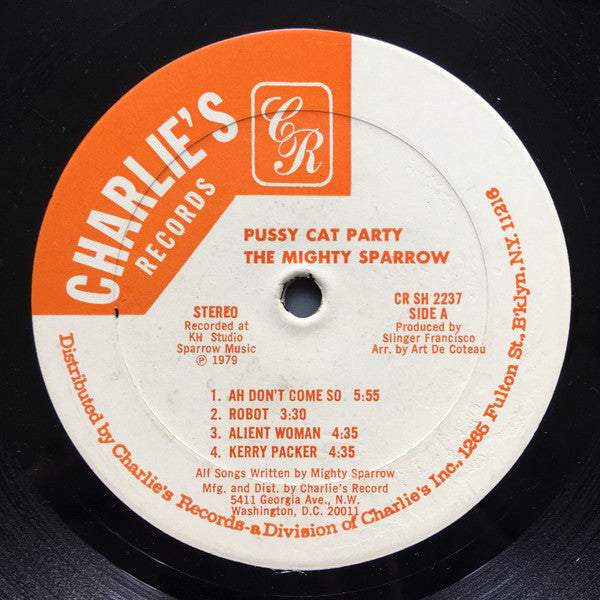 CHARLIE'S
RECORDS
CR
PUSSY CAT PARTY
THE MIGHTY SPARROW
STEREO
Recorded at
KH Studio
Sparrow Music
℗ 1979
CR SH 2237
SIDE A
Produced by
Slinger Francisco
Arr. by Art De Coteau
1. AH DON'T COME SO 5:55
2. ROBOT 3:30
3. ALIENT WOMAN 4:35
4. KERRY PACKER 4:35
All Songs Written by Mighty Sparrow
Mfg. and Dist. by Charlie's Record
5411 Georgia Ave., N.W.
Washington, D.C. 20011
Distributed by Charlie's Records-a Division of Charlie's Inc., 1265 Fulton St., B'klyn, N.Y. 11216